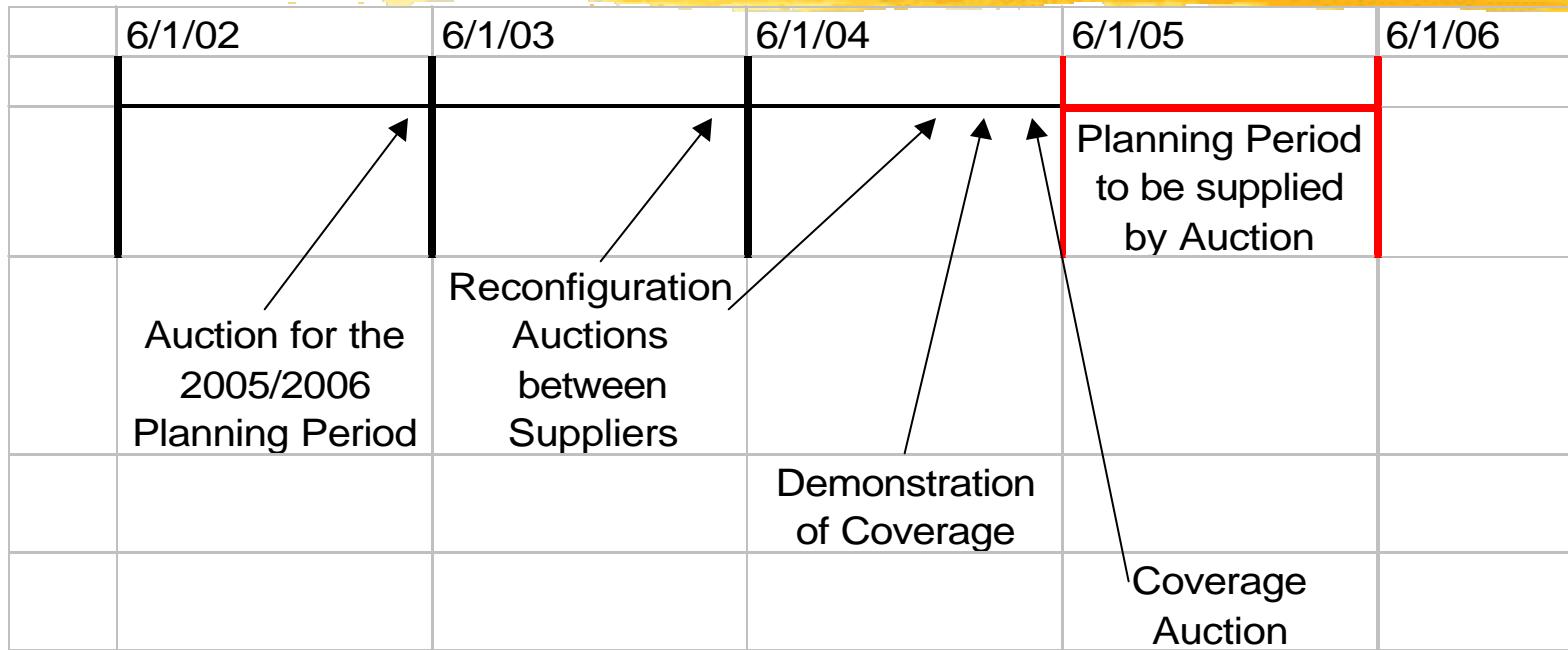 6/1/02 6/1/03 6/1/04 6/1/05 6/1/06
Planning Period
to be supplied
by Auction
Auction for the
2005/2006
Planning Period
Reconfiguration
Auctions
between
Suppliers
Demonstration
of Coverage
Coverage
Auction